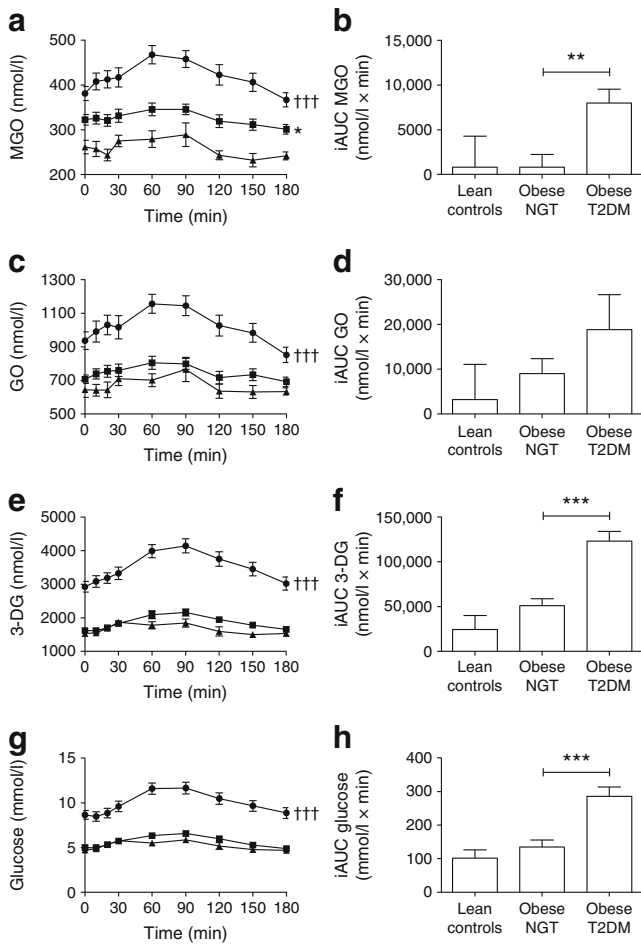 a
MGO (nmol/l)
500
400
300
200
†††
*
0 30 60 90 120 150 180
Time (min)
b
iAUC MGO
(nmol/l × min)
15,000
10,000
5000
0
**
Lean
controls
Obese
NGT
Obese
T2DM
c
GO (nmol/l)
1300
1100
900
700
500
†††
0 30 60 90 120 150 180
Time (min)
d
iAUC GO
(nmol/l × min)
30,000
20,000
10,000
0
Lean
controls
Obese
NGT
Obese
T2DM
e
3-DG (nmol/l)
5000
4000
3000
2000
1000
†††
0 30 60 90 120 150 180
Time (min)
f
iAUC 3-DG
(nmol/l × min)
150,000
100,000
50,000
0
***
Lean
controls
Obese
NGT
Obese
T2DM
g
Glucose (mmol/l)
15
10
5
0
†††
0 30 60 90 120 150 180
Time (min)
h
iAUC glucose
(mmol/l × min)
400
300
200
100
0
***
Lean
controls
Obese
NGT
Obese
T2DM